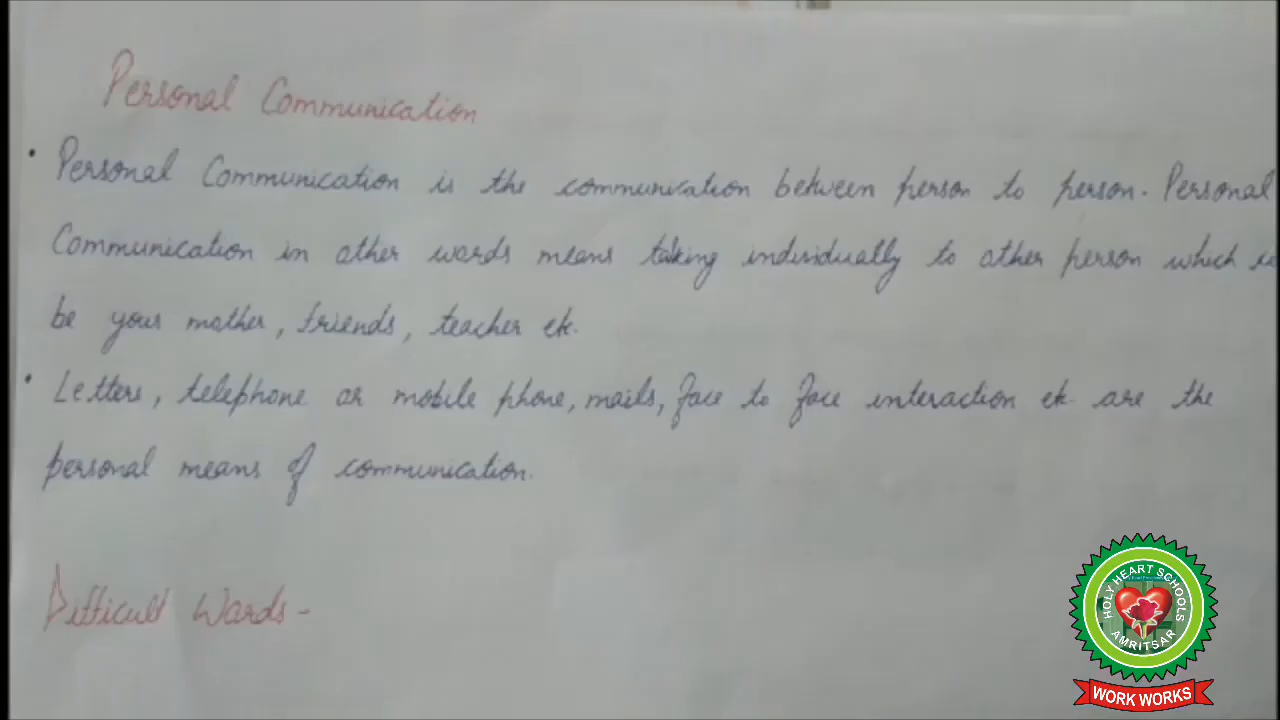 Personal Communication
• Personal Communication is the communication between person to person. Personal
Communication in other words means taking individually to other person which is
be your mother, friends, teacher etc.
• Letters, telephone or mobile phone, mails, face to face interaction etc. are the
personal means of communication.
Difficult Words -
HOLY HEART SCHOOLS
AMRITSAR
WORK WORKS